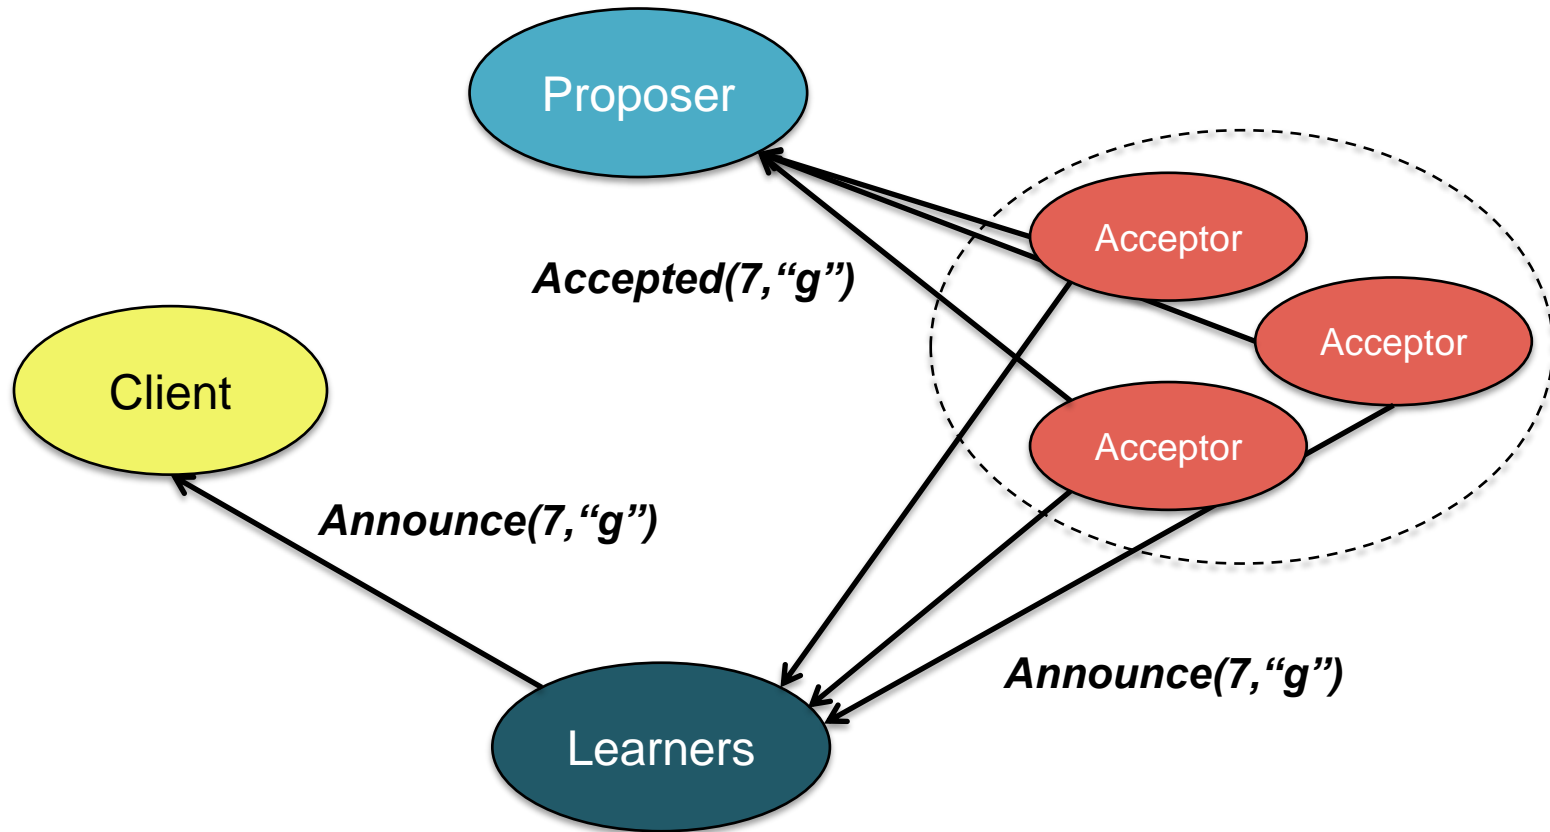 Proposer
Acceptor
Accepted(7,“g”)
Acceptor
Client
Acceptor
Announce(7,“g”)
Announce(7,“g”)
Learners